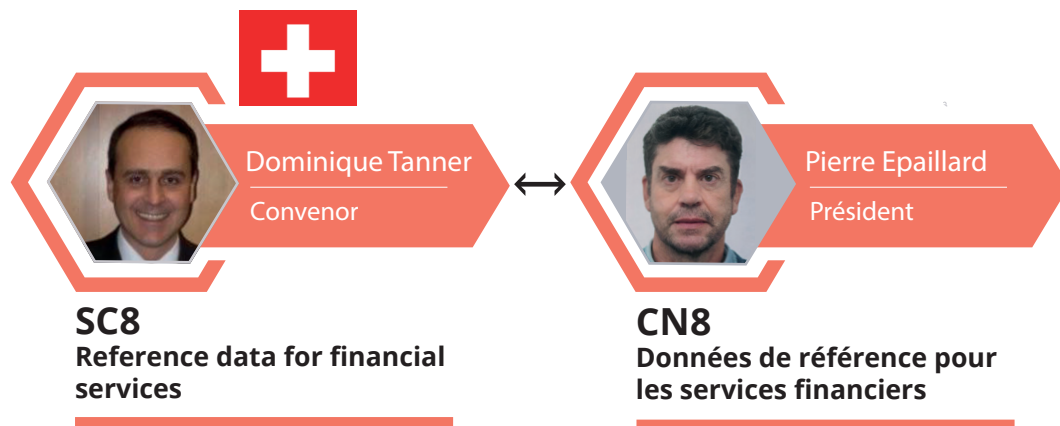 Dominique Tanner
Convenor
SC8
Reference data for financial
services
Pierre Epaillard
Président
CN8
Données de référence pour
les services financiers